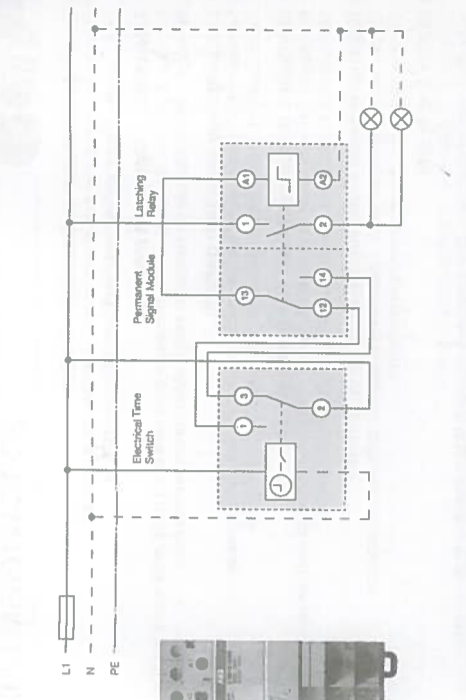 L1
N
PE
Electrical Time
Switch
Permanent
Signal Module
Latching
Relay
1
3
2
13
12
14
1
2
A1
A2